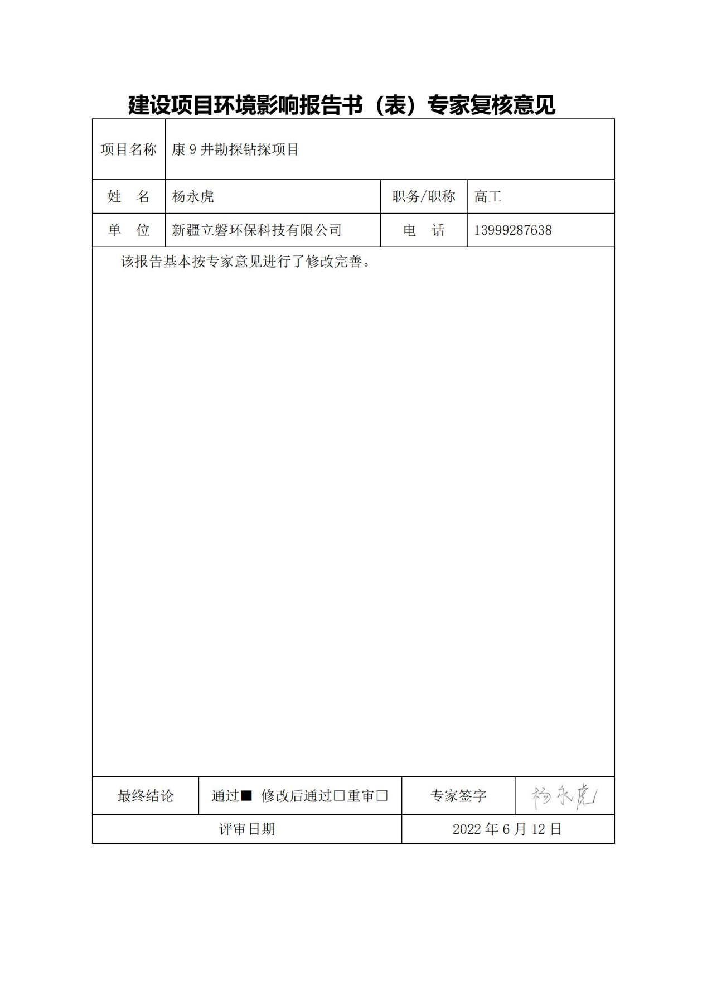 建设项目环境影响报告书（表）专家复核意见
项目名称 康 9 井勘探钻探项目
姓 名 杨永虎 职务/职称 高工
单 位 新疆立磐环保科技有限公司 电 话 13999287638
该报告基本按专家意见进行了修改完善。
最终结论 通过■ 修改后通过□重审□ 专家签字 杨永虎
评审日期 2022 年 6 月 12 日